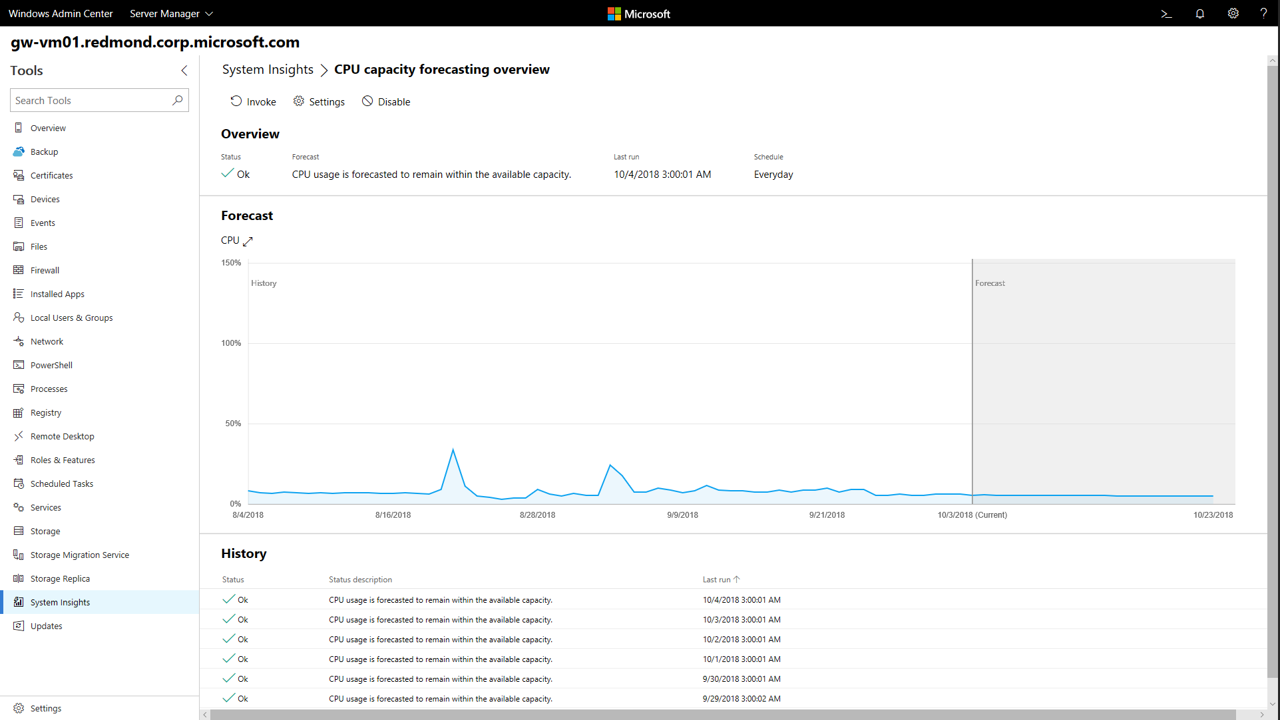 Windows Admin Center Server Manager Microsoft ?
gw-vm01.redmond.corp.microsoft.com
Tools
Search Tools
Overview
Backup
Certificates
Devices
Events
Files
Firewall
Installed Apps
Local Users & Groups
Network
PowerShell
Processes
Registry
Remote Desktop
Roles & Features
Scheduled Tasks
Services
Storage
Storage Migration Service
Storage Replica
System Insights
Updates
Settings
System Insights > CPU capacity forecasting overview
Invoke Settings Disable
Overview
Status Forecast Last run Schedule
Ok CPU usage is forecasted to remain within the available capacity. 10/4/2018 3:00:01 AM Everyday
Forecast
CPU
150%
History Forecast
100%
50%
0%
8/4/2018 8/16/2018 8/28/2018 9/9/2018 9/21/2018 10/3/2018 (Current) 10/23/2018
History
Status Status description Last run
Ok CPU usage is forecasted to remain within the available capacity. 10/4/2018 3:00:01 AM
Ok CPU usage is forecasted to remain within the available capacity. 10/3/2018 3:00:01 AM
Ok CPU usage is forecasted to remain within the available capacity. 10/2/2018 3:00:01 AM
Ok CPU usage is forecasted to remain within the available capacity. 10/1/2018 3:00:01 AM
Ok CPU usage is forecasted to remain within the available capacity. 9/30/2018 3:00:01 AM
Ok CPU usage is forecasted to remain within the available capacity. 9/29/2018 3:00:02 AM